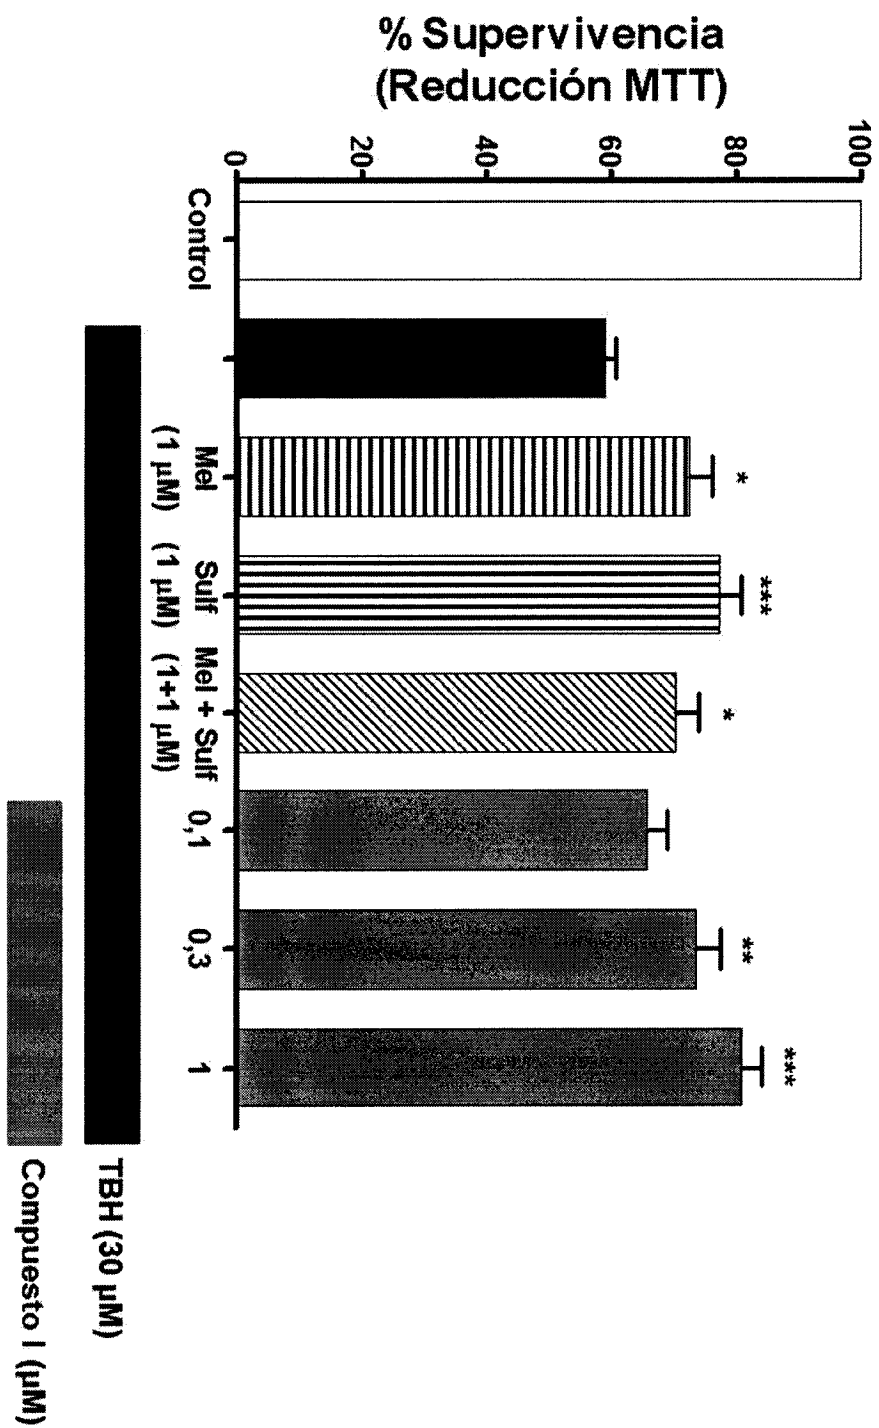 % Supervivencia
(Reducción MTT)
100
80
60
40
20
0
*
***
*
**
***
Control
Mel
(1 µM)
Sulf
(1 µM)
Mel + Sulf
(1+1 µM)
0,1
0,3
1
TBH (30 µM)
Compuesto I (µM)